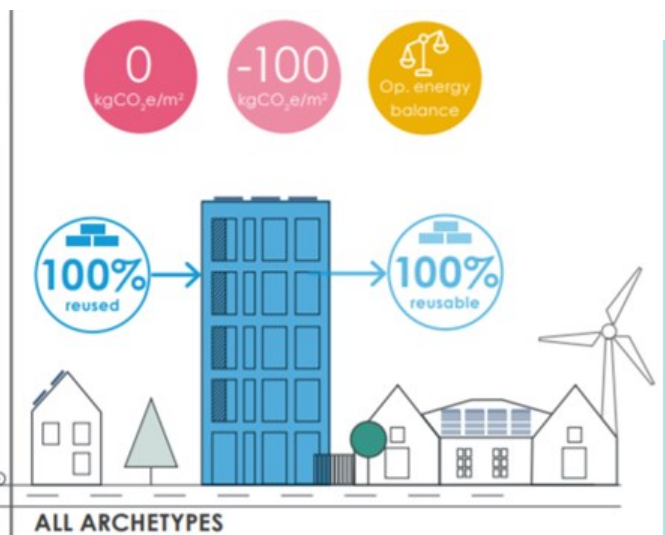 0
kgCO₂e/m²
-100
kgCO₂e/m²
Op. energy
balance
100%
reused
100%
reusable
ALL ARCHETYPES